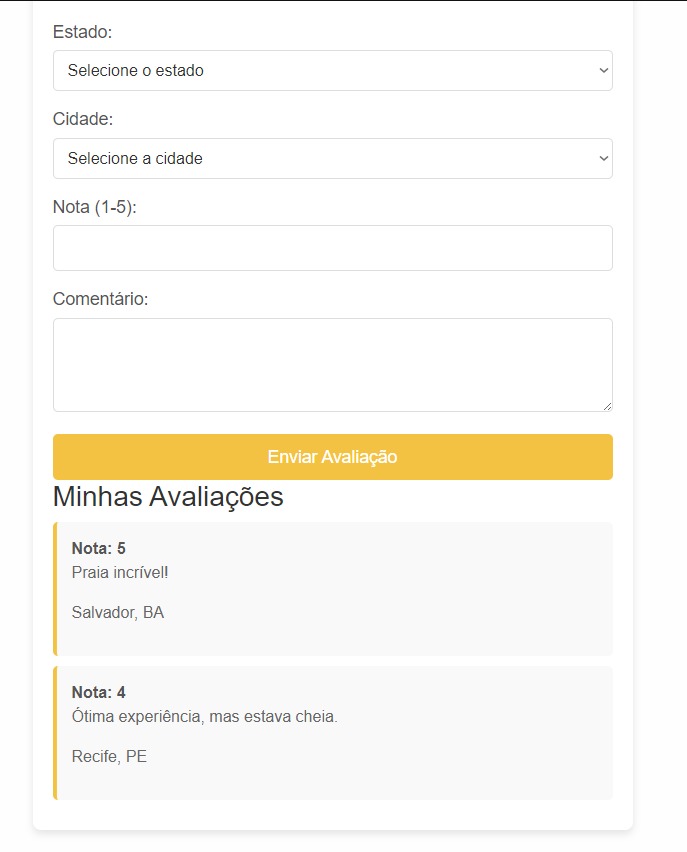 Estado:
Selecione o estado
Cidade:
Selecione a cidade
Nota (1-5):
Comentário:
Enviar Avaliação
Minhas Avaliações
Nota: 5
Praia incrível!
Salvador, BA
Nota: 4
Ótima experiência, mas estava cheia.
Recife, PE